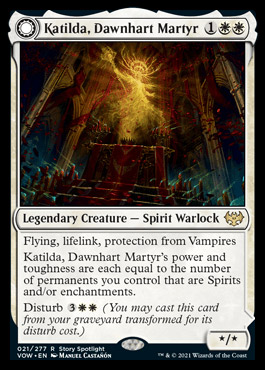 Katilda, Dawnhart Martyr 1
Legendary Creature — Spirit Warlock
Flying, lifelink, protection from Vampires
Katilda, Dawnhart Martyr's power and
toughness are each equal to the number
of permanents you control that are Spirits
and/or enchantments.
Disturb 3 (You may cast this card
from your graveyard transformed for its
disturb cost.)
*/*
021/277 R Story Spotlight
VOW • EN Manuel Castañón
™ & © 2021 Wizards of the Coast